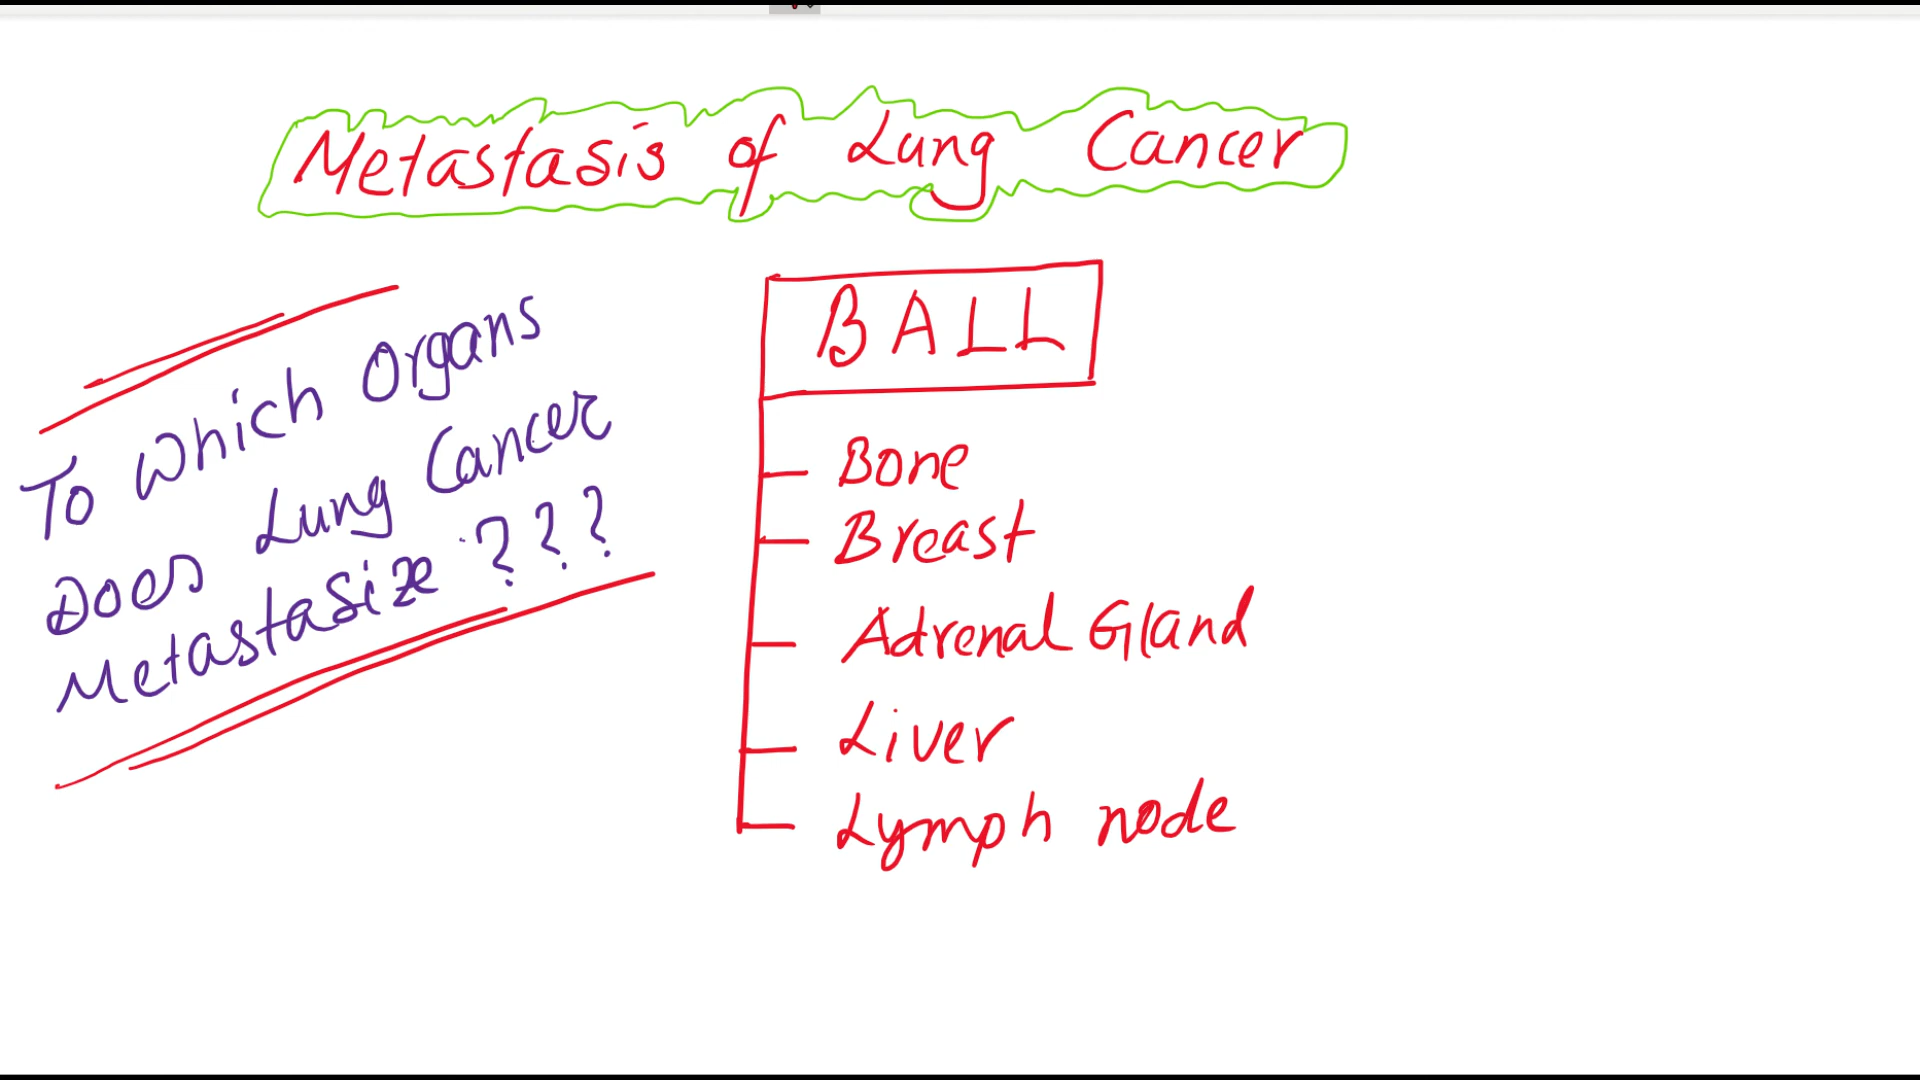 Metastasis of Lung Cancer
To which Organs
Does Lung Cancer
Metastasize ???
BALL
Bone
Breast
Adrenal Gland
Liver
Lymph node